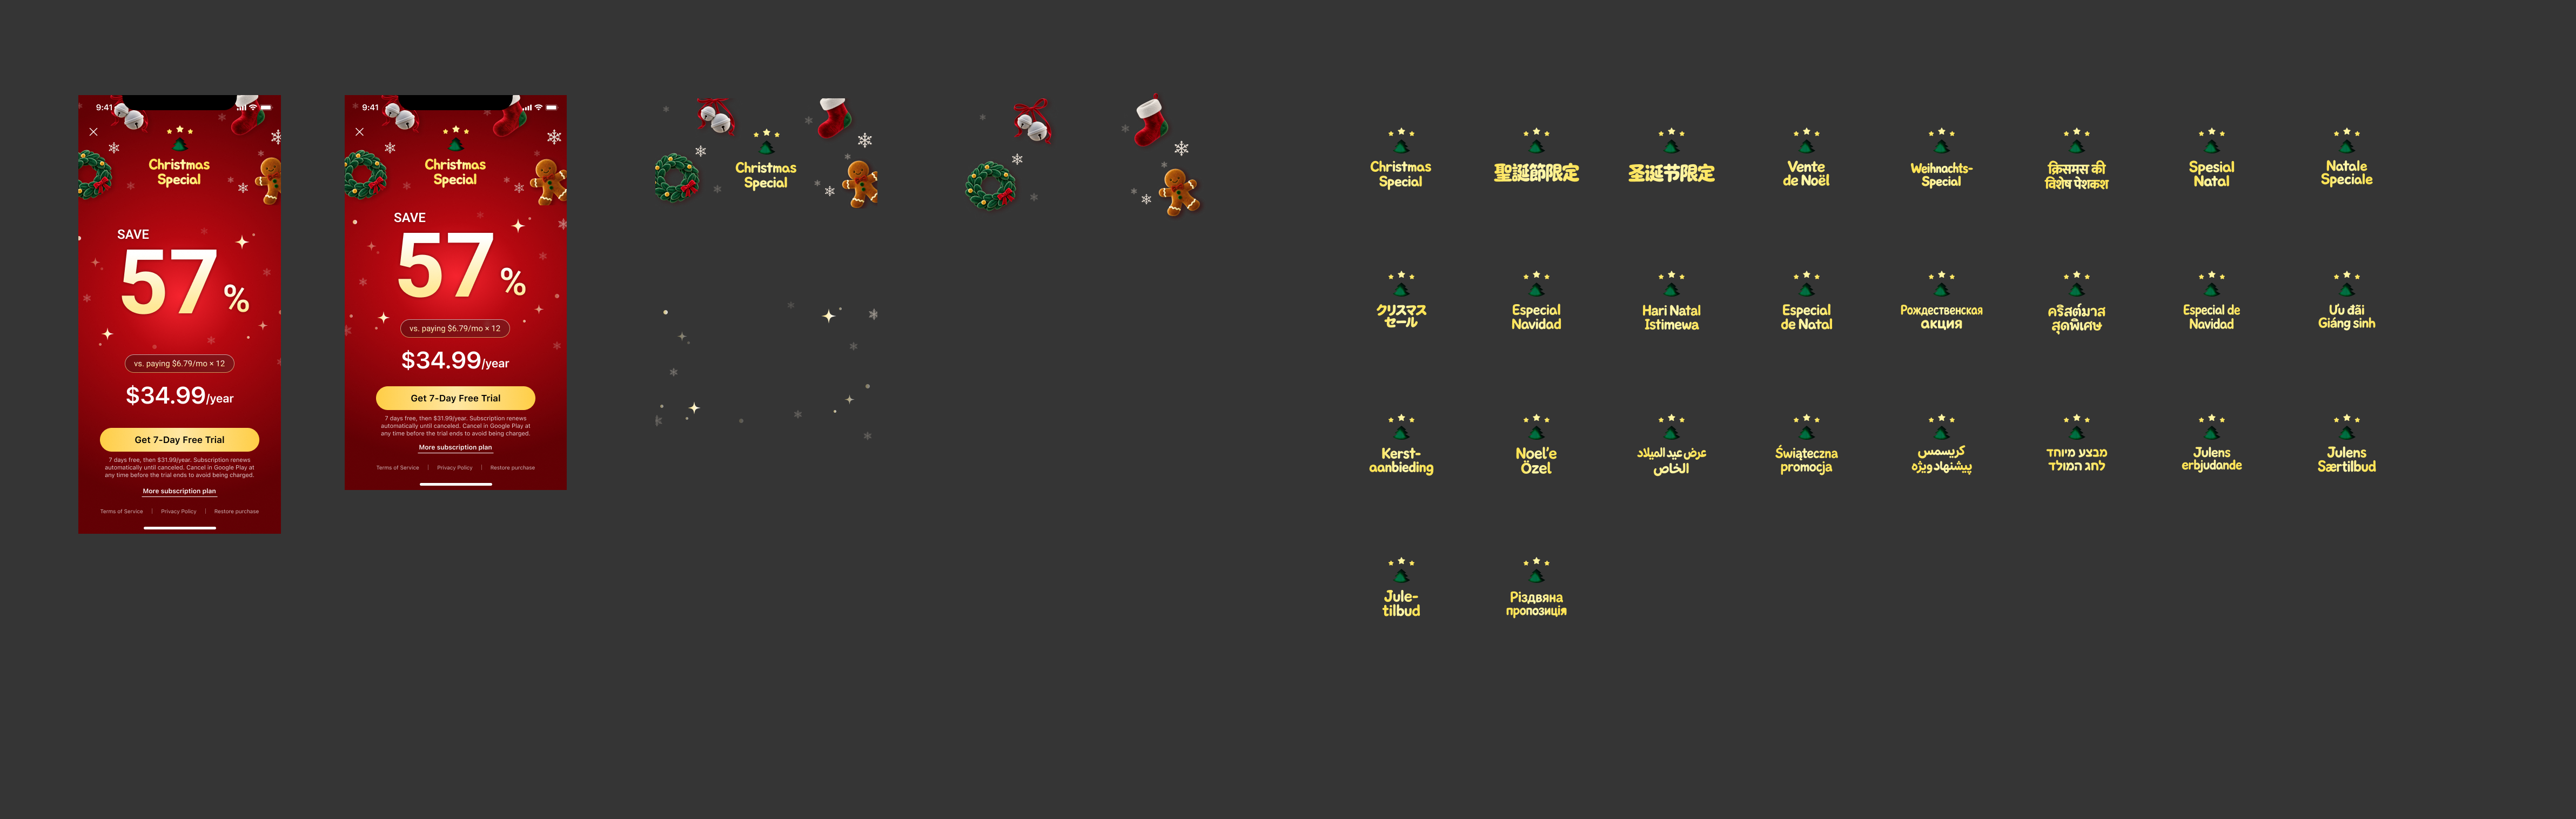 9:41
Christmas
Special
SAVE
57%
vs. paying $6.79/mo × 12
$34.99/year
Get 7-Day Free Trial
7 days free, then $31.99/year. Subscription renews
automatically until canceled. Cancel in Google Play at
any time before the trial ends to avoid being charged.
More subscription plan
Terms of Service | Privacy Policy | Restore purchase
9:41
Christmas
Special
SAVE
57%
vs. paying $6.79/mo × 12
$34.99/year
Get 7-Day Free Trial
7 days free, then $31.99/year. Subscription renews
automatically until canceled. Cancel in Google Play at
any time before the trial ends to avoid being charged.
More subscription plan
Terms of Service | Privacy Policy | Restore purchase
Christmas
Special
Christmas
Special
聖誕節限定
圣诞节限定
Vente
de Noël
Weihnachts-
Special
क्रिसमस की
विशेष पेशकश
Spesial
Natal
Natale
Speciale
クリスマス
セール
Especial
Navidad
Hari Natal
Istimewa
Especial
de Natal
Рождественская
акция
คริสต์มาส
สุดพิเศษ
Especial de
Navidad
Ưu đãi
Giáng sinh
Kerst-
aanbieding
Noel'e
Özel
عرض عيد الميلاد
الخاص
Świąteczna
promocja
کریسمس
پیشنهاد ویژه
מבצע מיוחד
לחג המולד
Julens
erbjudande
Julens
Særtilbud
Jule-
tilbud
Різдвяна
пропозиція